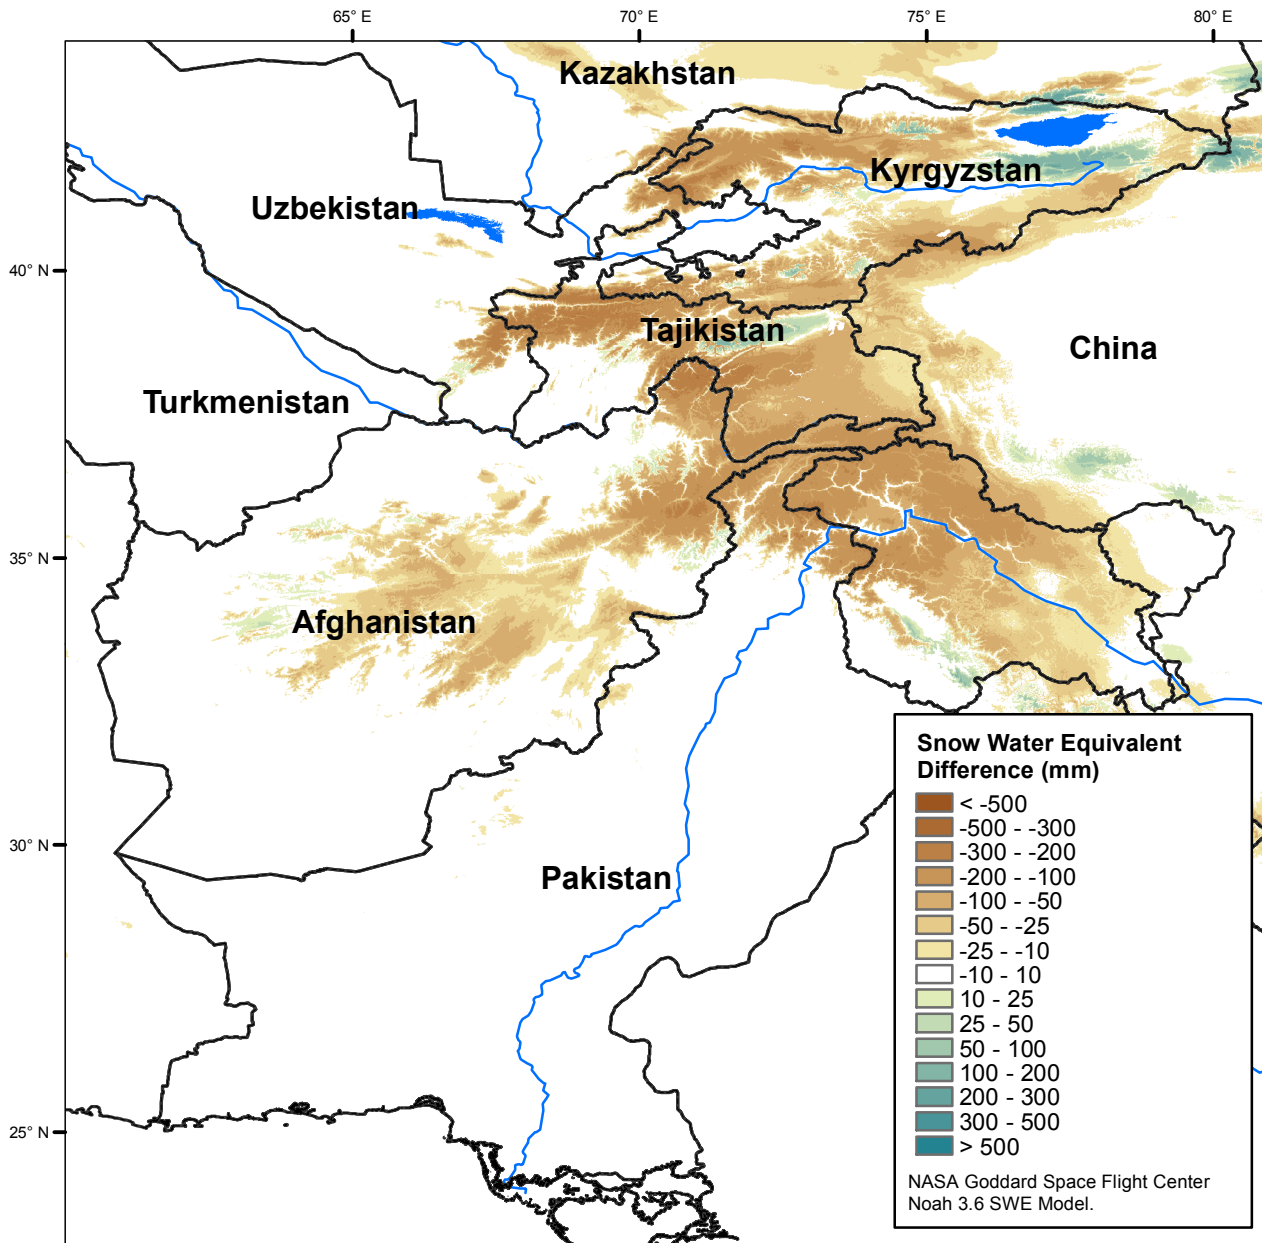 65° E
70° E
75° E
80° E
Kazakhstan
Kyrgyzstan
Uzbekistan
40° N
Tajikistan
China
Turkmenistan
35° N
Afghanistan
30° N
Pakistan
25° N
Snow Water Equivalent
Difference (mm)
< -500
-500 - -300
-300 - -200
-200 - -100
-100 - -50
-50 - -25
-25 - -10
-10 - 10
10 - 25
25 - 50
50 - 100
100 - 200
200 - 300
300 - 500
> 500
NASA Goddard Space Flight Center
Noah 3.6 SWE Model.